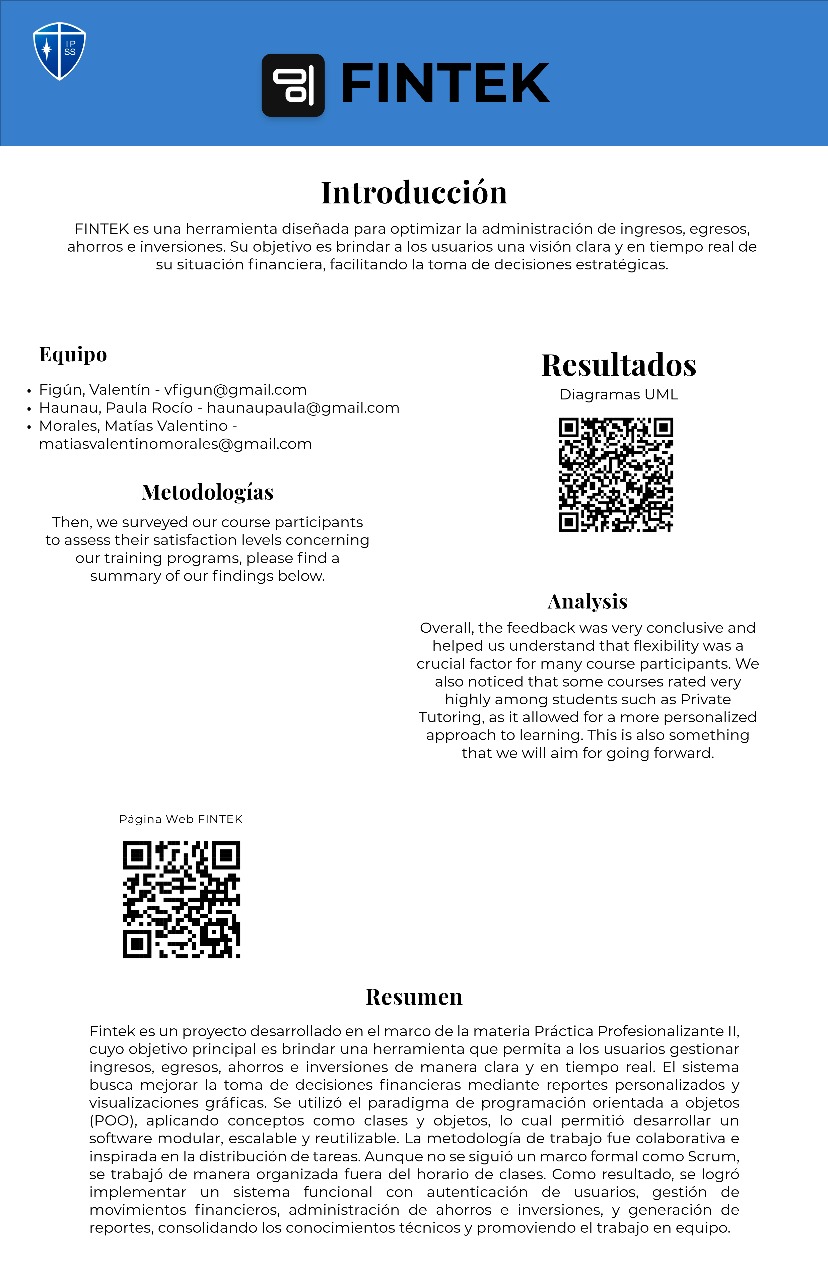 IP
SS
FINTEK
Introducción
FINTEK es una herramienta diseñada para optimizar la administración de ingresos, egresos,
ahorros e inversiones. Su objetivo es brindar a los usuarios una visión clara y en tiempo real de
su situación financiera, facilitando la toma de decisiones estratégicas.
Equipo
• Figún, Valentín - vfigun@gmail.com
• Haunau, Paula Rocío - haunaupaula@gmail.com
• Morales, Matías Valentino -
matiasvalentinomorales@gmail.com
Metodologías
Then, we surveyed our course participants
to assess their satisfaction levels concerning
our training programs, please find a
summary of our findings below.
Resultados
Diagramas UML
Analysis
Overall, the feedback was very conclusive and
helped us understand that flexibility was a
crucial factor for many course participants. We
also noticed that some courses rated very
highly among students such as Private
Tutoring, as it allowed for a more personalized
approach to learning. This is also something
that we will aim for going forward.
Página Web FINTEK
Resumen
Fintek es un proyecto desarrollado en el marco de la materia Práctica Profesionalizante II,
cuyo objetivo principal es brindar una herramienta que permita a los usuarios gestionar
ingresos, egresos, ahorros e inversiones de manera clara y en tiempo real. El sistema
busca mejorar la toma de decisiones financieras mediante reportes personalizados y
visualizaciones gráficas. Se utilizó el paradigma de programación orientada a objetos
(POO), aplicando conceptos como clases y objetos, lo cual permitió desarrollar un
software modular, escalable y reutilizable. La metodología de trabajo fue colaborativa e
inspirada en la distribución de tareas. Aunque no se siguió un marco formal como Scrum,
se trabajó de manera organizada fuera del horario de clases. Como resultado, se logró
implementar un sistema funcional con autenticación de usuarios, gestión de
movimientos financieros, administración de ahorros e inversiones, y generación de
reportes, consolidando los conocimientos técnicos y promoviendo el trabajo en equipo.